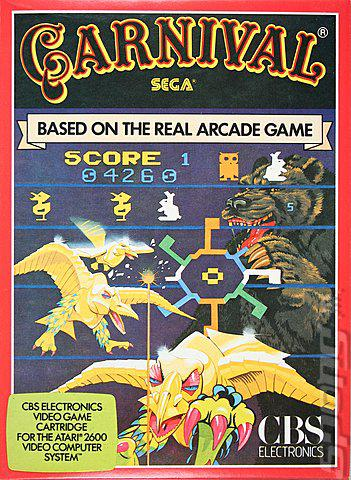 CARNIVAL®
SEGA®
BASED ON THE REAL ARCADE GAME
SCORE 1
04260
5
CBS ELECTRONICS
VIDEO GAME
CARTRIDGE
FOR THE ATARI® 2600
VIDEO COMPUTER
SYSTEM™
CBS
ELECTRONICS